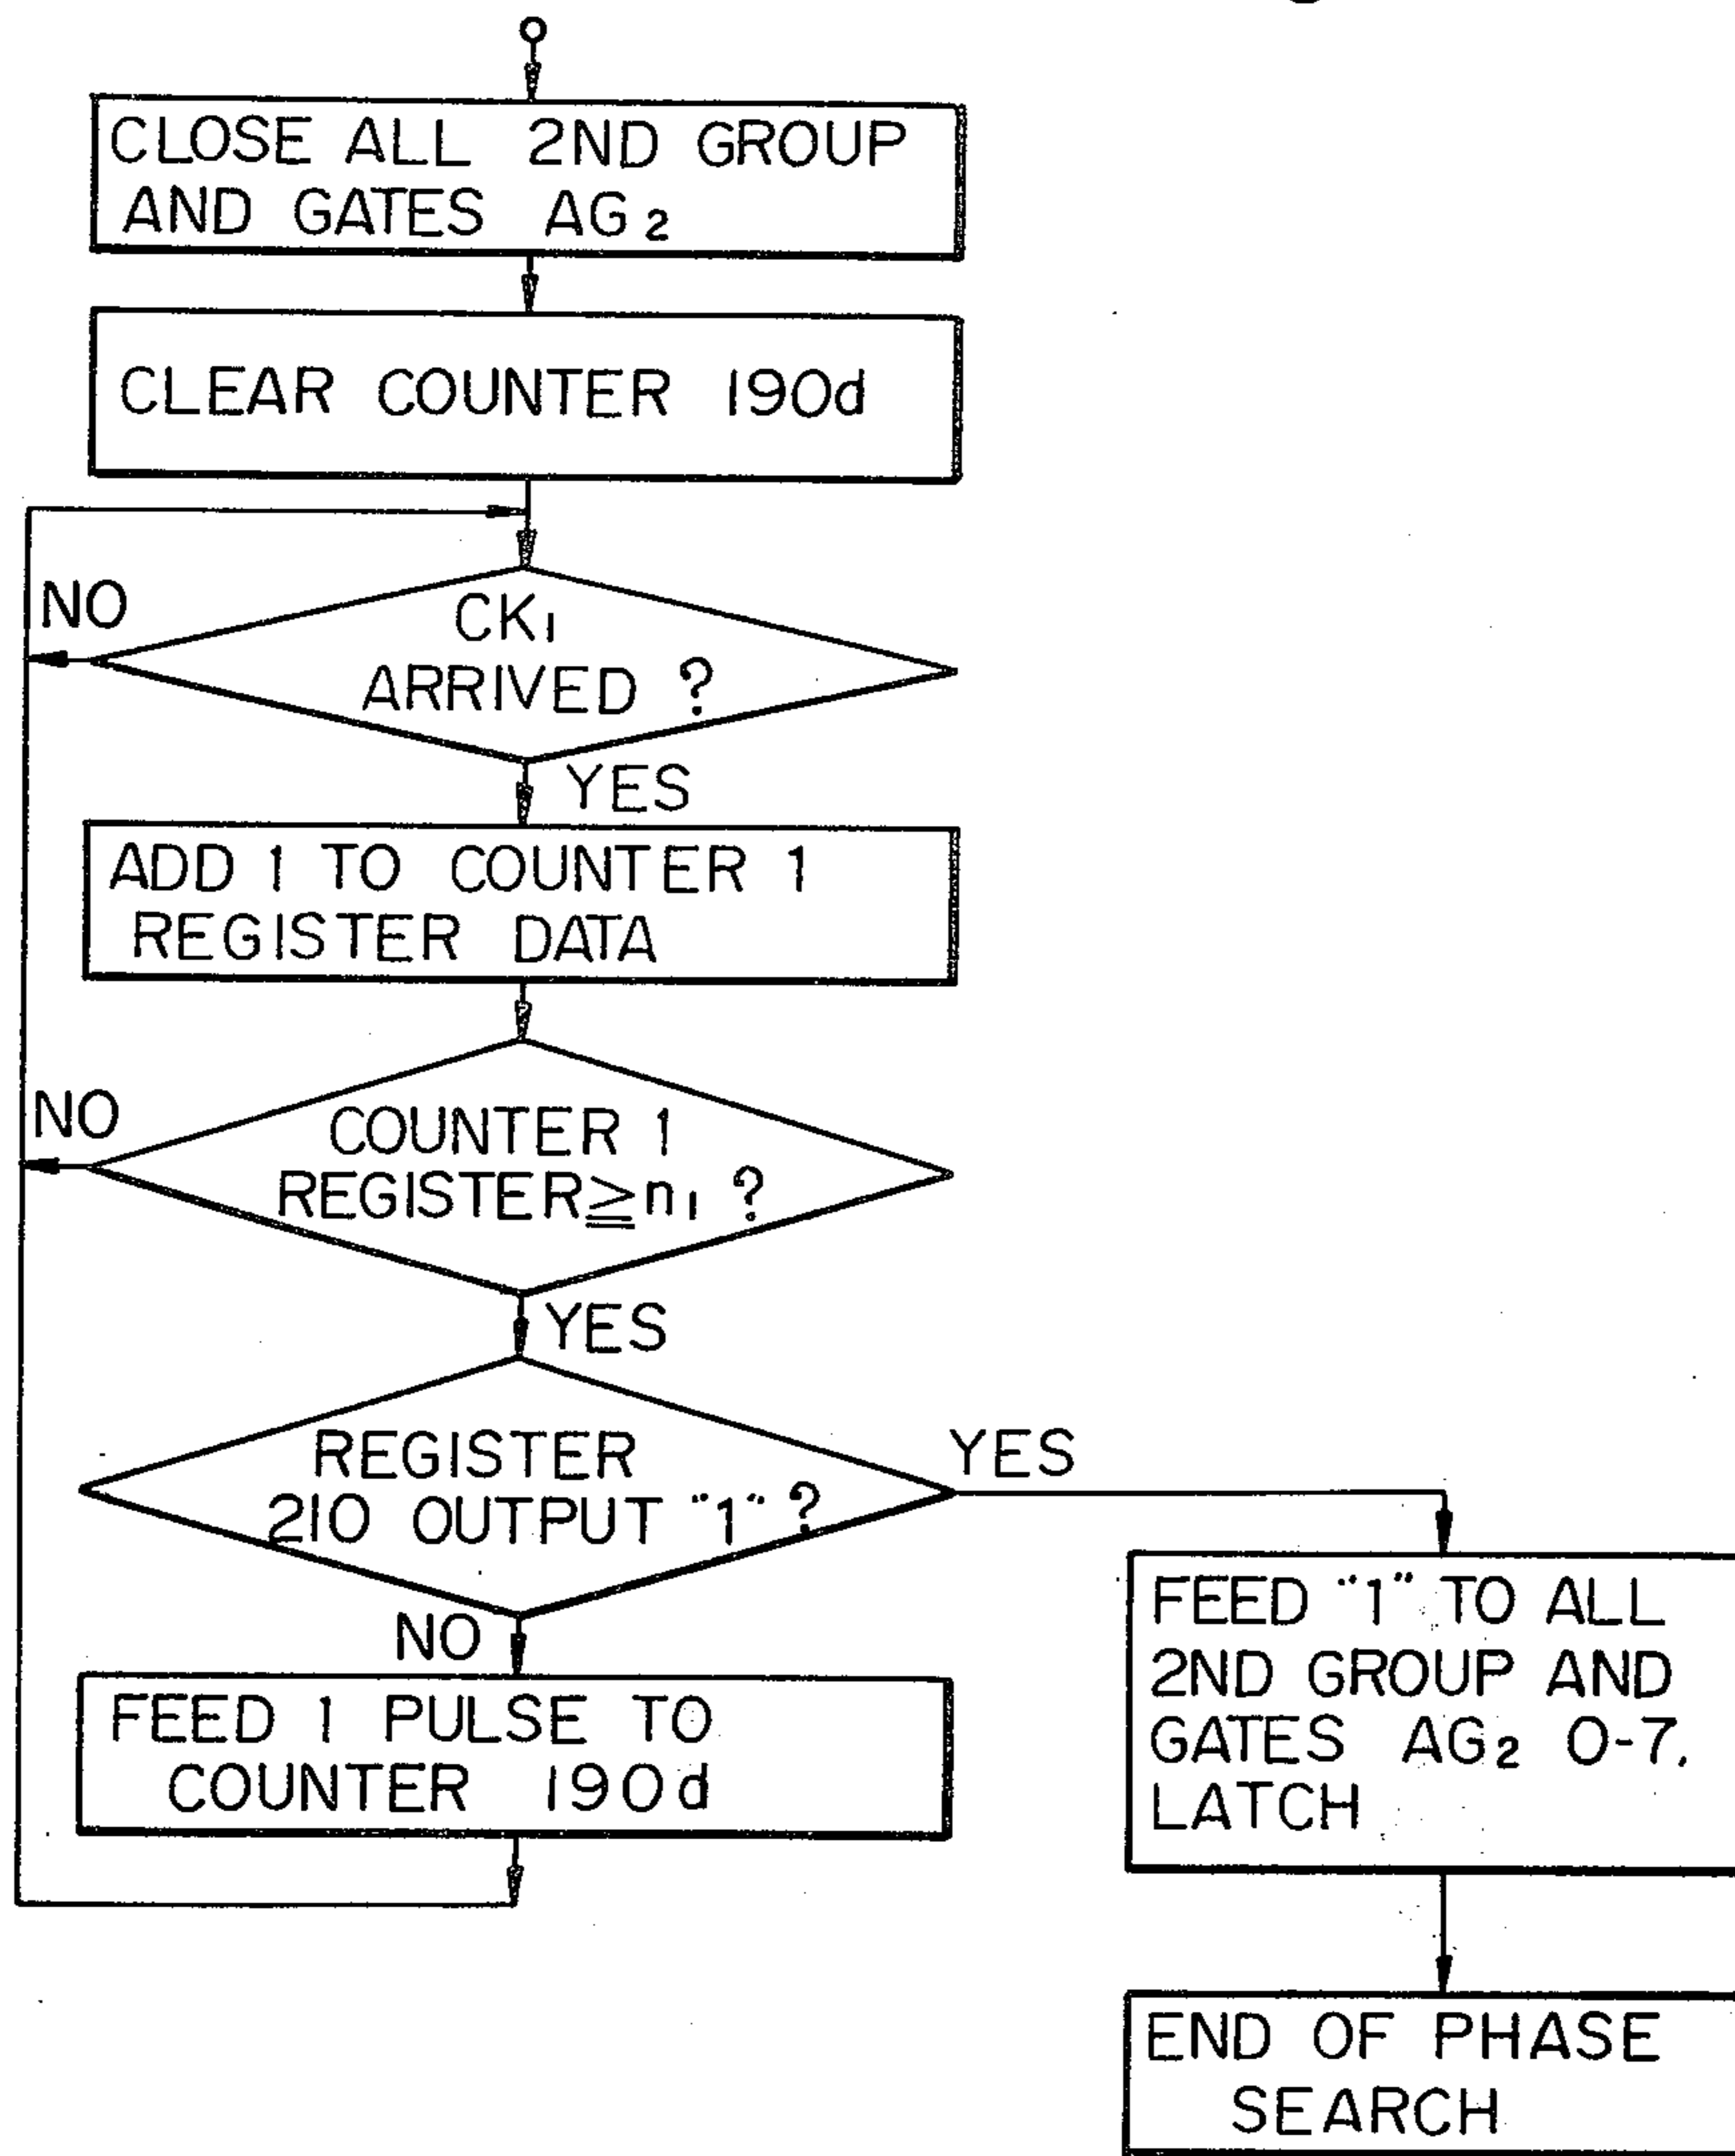 CLOSE ALL 2ND GROUP
AND GATES AG₂
CLEAR COUNTER 190d
NO
CK₁
ARRIVED ?
YES
ADD 1 TO COUNTER 1
REGISTER DATA
NO
COUNTER 1
REGISTER≧n₁ ?
YES
REGISTER
210 OUTPUT "1" ?
YES
NO
FEED 1 PULSE TO
COUNTER 190d
FEED "1" TO ALL
2ND GROUP AND
GATES AG₂ 0-7.
LATCH
END OF PHASE
SEARCH